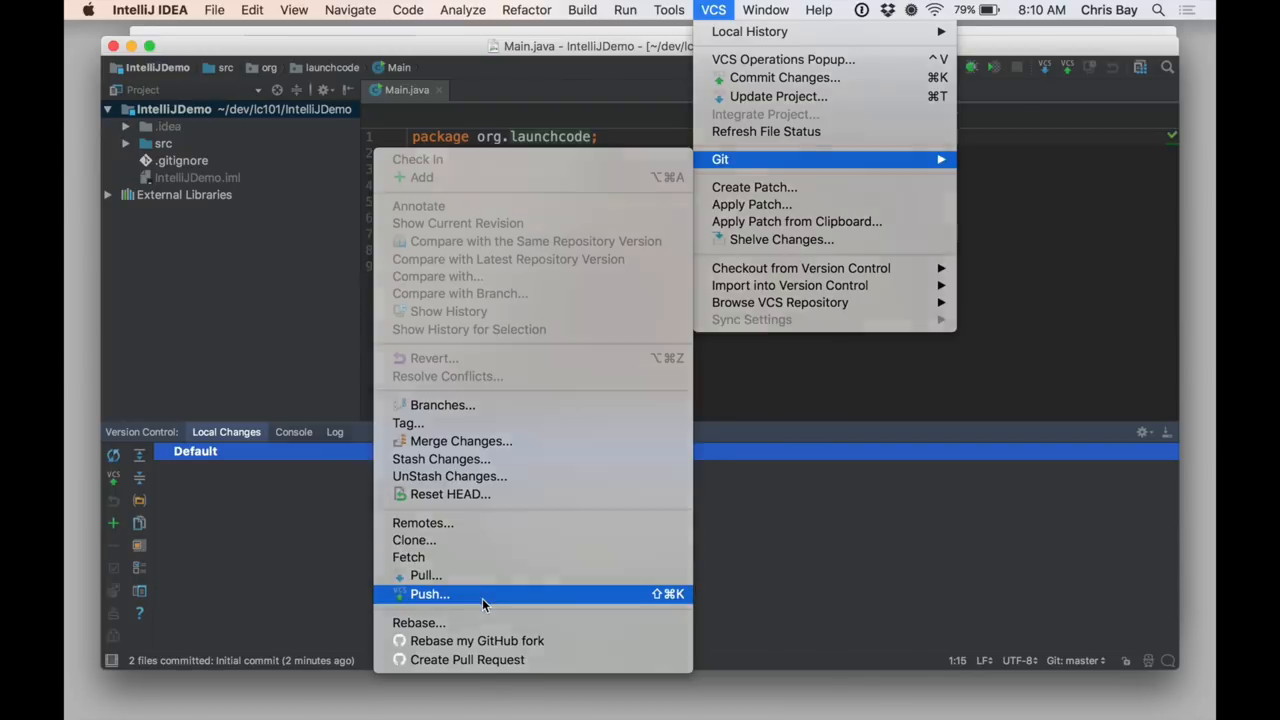 IntelliJ IDEA File Edit View Navigate Code Analyze Refactor Build Run Tools VCS Window Help 79% 8:10 AM Chris Bay
Main.java - IntelliJDemo - [~/dev/lc
IntelliJDemo src org launchcode Main
Project
Main.java
IntelliJDemo ~/dev/lc101/IntelliJDemo
.idea
src
.gitignore
IntelliJDemo.iml
External Libraries
1 package org.launchcode;
Local History
VCS Operations Popup... ^V
Commit Changes... ⌘K
Update Project... ⌘T
Integrate Project...
Refresh File Status
Git
Create Patch...
Apply Patch...
Apply Patch from Clipboard...
Shelve Changes...
Checkout from Version Control
Import into Version Control
Browse VCS Repository
Sync Settings
Check In
Add ⌥⌘A
Annotate
Show Current Revision
Compare with the Same Repository Version
Compare with Latest Repository Version
Compare with...
Compare with Branch...
Show History
Show History for Selection
Revert... ⌥⌘Z
Resolve Conflicts...
Branches...
Tag...
Merge Changes...
Stash Changes...
UnStash Changes...
Reset HEAD...
Remotes...
Clone...
Fetch
Pull...
Push... ⇧⌘K
Rebase...
Rebase my GitHub fork
Create Pull Request
Version Control: Local Changes Console Log
Default
2 files committed: Initial commit (2 minutes ago)
1:15 LF UTF-8 Git: master